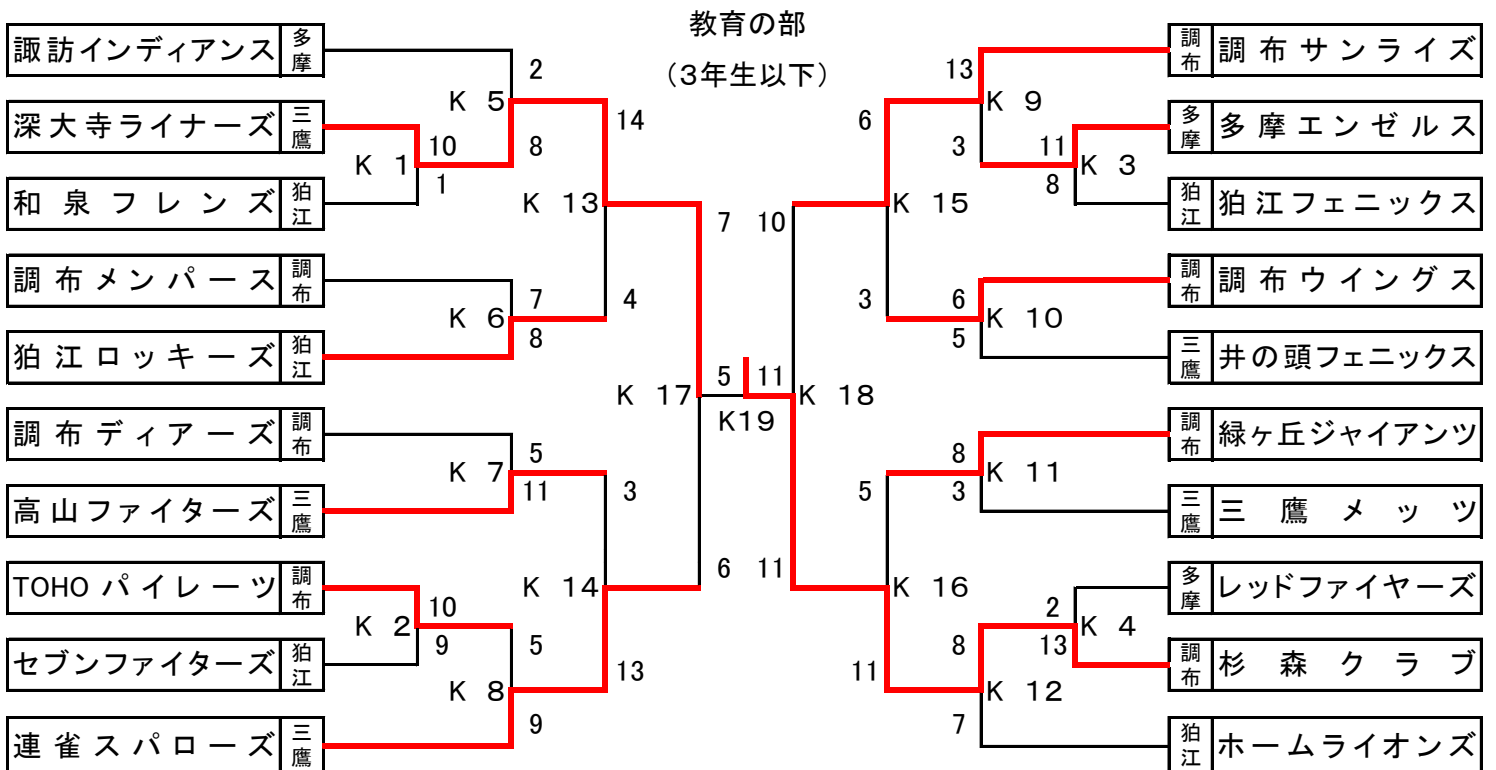 教育の部
（3年生以下）
諏訪インディアンス 多摩
深大寺ライナーズ 三鷹
和泉フレンズ 狛江
調布メンパース 調布
狛江ロッキーズ 狛江
調布ディアーズ 調布
高山ファイターズ 三鷹
TOHOパイレーツ 調布
セブンファイターズ 狛江
連雀スパローズ 三鷹
K 1
10
1
K 2
10
9
K 5
2
8
K 6
7
8
K 7
5
11
K 8
5
9
K 13
14
4
K 14
3
13
K 17
7
6
5 11
K19
K 18
10
11
K 15
6
3
K 16
5
11
K 9
13
3
K 10
6
5
K 11
8
3
K 12
8
7
K 3
11
8
K 4
2
13
調布 調布サンライズ
多摩 多摩エンゼルス
狛江 狛江フェニックス
調布 調布ウイングス
三鷹 井の頭フェニックス
調布 緑ヶ丘ジャイアンツ
三鷹 三鷹メッツ
多摩 レッドファイヤーズ
調布 杉森クラブ
狛江 ホームライオンズ